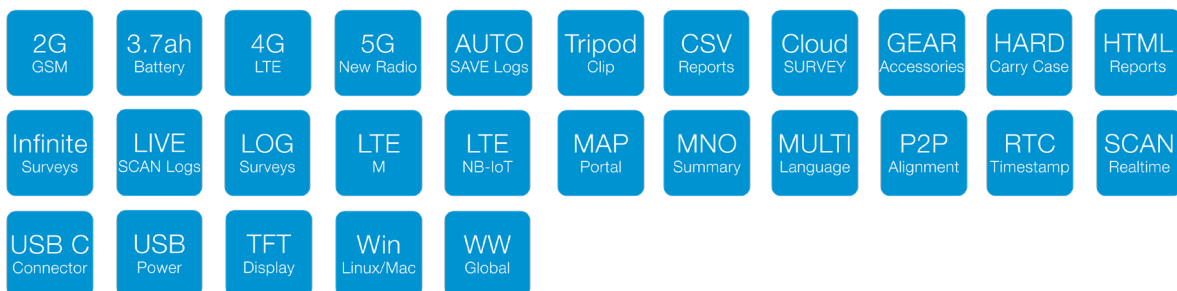 2G
GSM
3.7ah
Battery
4G
LTE
5G
New Radio
AUTO
SAVE Logs
Tripod
Clip
CSV
Reports
Cloud
SURVEY
GEAR
Accessories
HARD
Carry Case
HTML
Reports
Infinite
Surveys
LIVE
SCAN Logs
LOG
Surveys
LTE
M
LTE
NB-IoT
MAP
Portal
MNO
Summary
MULTI
Language
P2P
Alignment
RTC
Timestamp
SCAN
Realtime
USB C
Connector
USB
Power
TFT
Display
Win
Linux/Mac
WW
Global